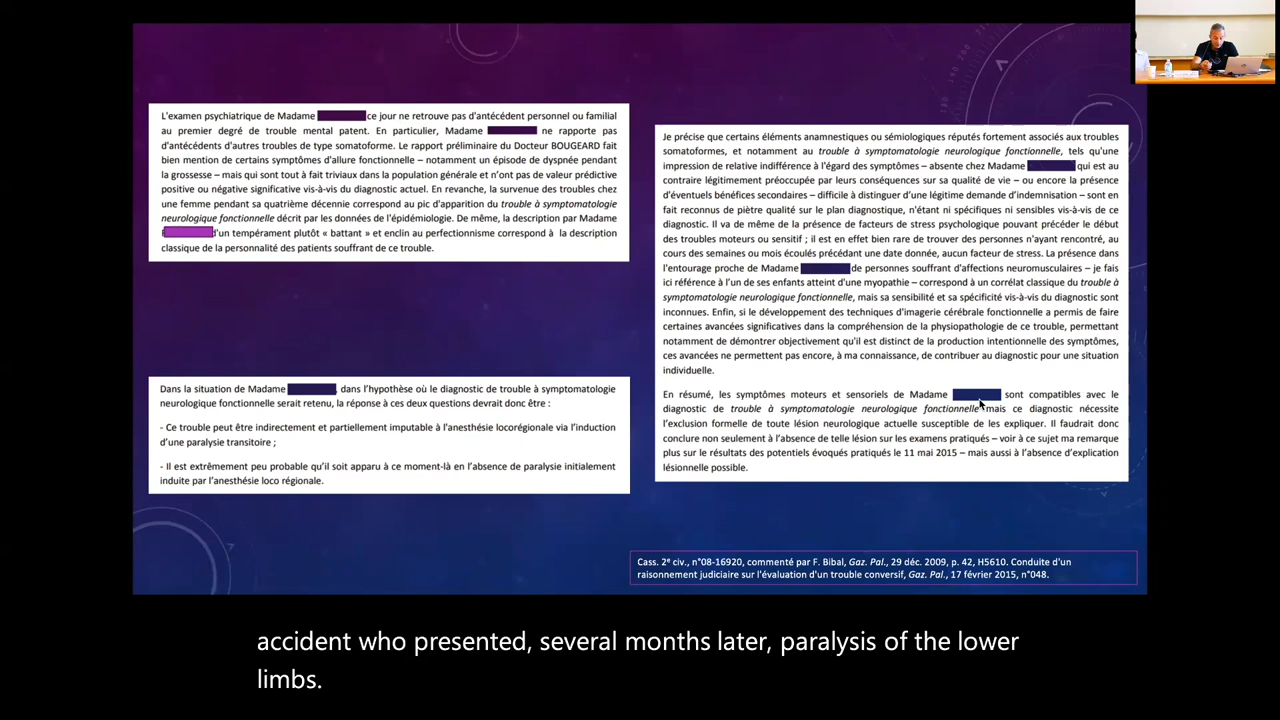 L'examen psychiatrique de Madame ce jour ne retrouve pas d'antécédent personnel ou familial
au premier degré de trouble mental patent. En particulier, Madame ne rapporte pas
d'antécédents d'autres troubles de type somatoforme. Le rapport préliminaire du Docteur BOUGEARD fait
bien mention de certains symptômes d'allure fonctionnelle – notamment un épisode de dyspnée pendant
la grossesse – mais qui sont tout à fait triviaux dans la population générale et n'ont pas de valeur prédictive
positive ou négative significative vis-à-vis du diagnostic actuel. En revanche, la survenue des troubles chez
une femme pendant sa quatrième décennie correspond au pic d'apparition du trouble à symptomatologie
neurologique fonctionnelle décrit par les données de l'épidémiologie. De même, la description par Madame
d'un tempérament plutôt « battant » et enclin au perfectionnisme correspond à la description
classique de la personnalité des patients souffrant de ce trouble.
Dans la situation de Madame , dans l'hypothèse où le diagnostic de trouble à symptomatologie
neurologique fonctionnelle serait retenu, la réponse à ces deux questions devrait donc être :
- Ce trouble peut être indirectement et partiellement imputable à l'anesthésie locorégionale via l'induction
d'une paralysie transitoire ;
- Il est extrêmement peu probable qu'il soit apparu à ce moment-là en l'absence de paralysie initialement
induite par l'anesthésie loco régionale.
Je précise que certains éléments anamnestiques ou sémiologiques réputés fortement associés aux troubles
somatoformes, et notamment au trouble à symptomatologie neurologique fonctionnelle, tels qu'une
impression de relative indifférence à l'égard des symptômes – absente chez Madame qui est au
contraire légitimement préoccupée par leurs conséquences sur sa qualité de vie – ou encore la présence
d'éventuels bénéfices secondaires – difficile à distinguer d'une légitime demande d'indemnisation – sont en
fait reconnus de piètre qualité sur le plan diagnostique, n'étant ni spécifiques ni sensibles vis-à-vis de ce
diagnostic. Il va de même de la présence de facteurs de stress psychologique pouvant précéder le début
des troubles moteurs ou sensitif ; il est en effet bien rare de trouver des personnes n'ayant rencontré, au
cours des semaines ou mois écoulés précédant une date donnée, aucun facteur de stress. La présence dans
l'entourage proche de Madame de personnes souffrant d'affections neuromusculaires – je fais
ici référence à l'un de ses enfants atteint d'une myopathie – correspond à un corrélat classique du trouble à
symptomatologie neurologique fonctionnelle, mais sa sensibilité et sa spécificité vis-à-vis du diagnostic sont
inconnues. Enfin, si le développement des techniques d'imagerie cérébrale fonctionnelle a permis de faire
certaines avancées significatives dans la compréhension de la physiopathologie de ce trouble, permettant
notamment de démontrer objectivement qu'il est distinct de la production intentionnelle des symptômes,
ces avancées ne permettent pas encore, à ma connaissance, de contribuer au diagnostic pour une situation
individuelle.
En résumé, les symptômes moteurs et sensoriels de Madame sont compatibles avec le
diagnostic de trouble à symptomatologie neurologique fonctionnelle mais ce diagnostic nécessite
l'exclusion formelle de toute lésion neurologique actuelle susceptible de les expliquer. Il faudrait donc
conclure non seulement à l'absence de telle lésion sur les examens pratiqués – voir à ce sujet ma remarque
plus sur le résultats des potentiels évoqués pratiqués le 11 mai 2015 – mais aussi à l'absence d'explication
lésionnelle possible.
Cass. 2e civ., n°08-16920, commenté par F. Bibal, Gaz. Pal., 29 déc. 2009, p. 42, H5610. Conduite d'un
raisonnement judiciaire sur l'évaluation d'un trouble conversif, Gaz. Pal., 17 février 2015, n°048.
accident who presented, several months later, paralysis of the lower
limbs.